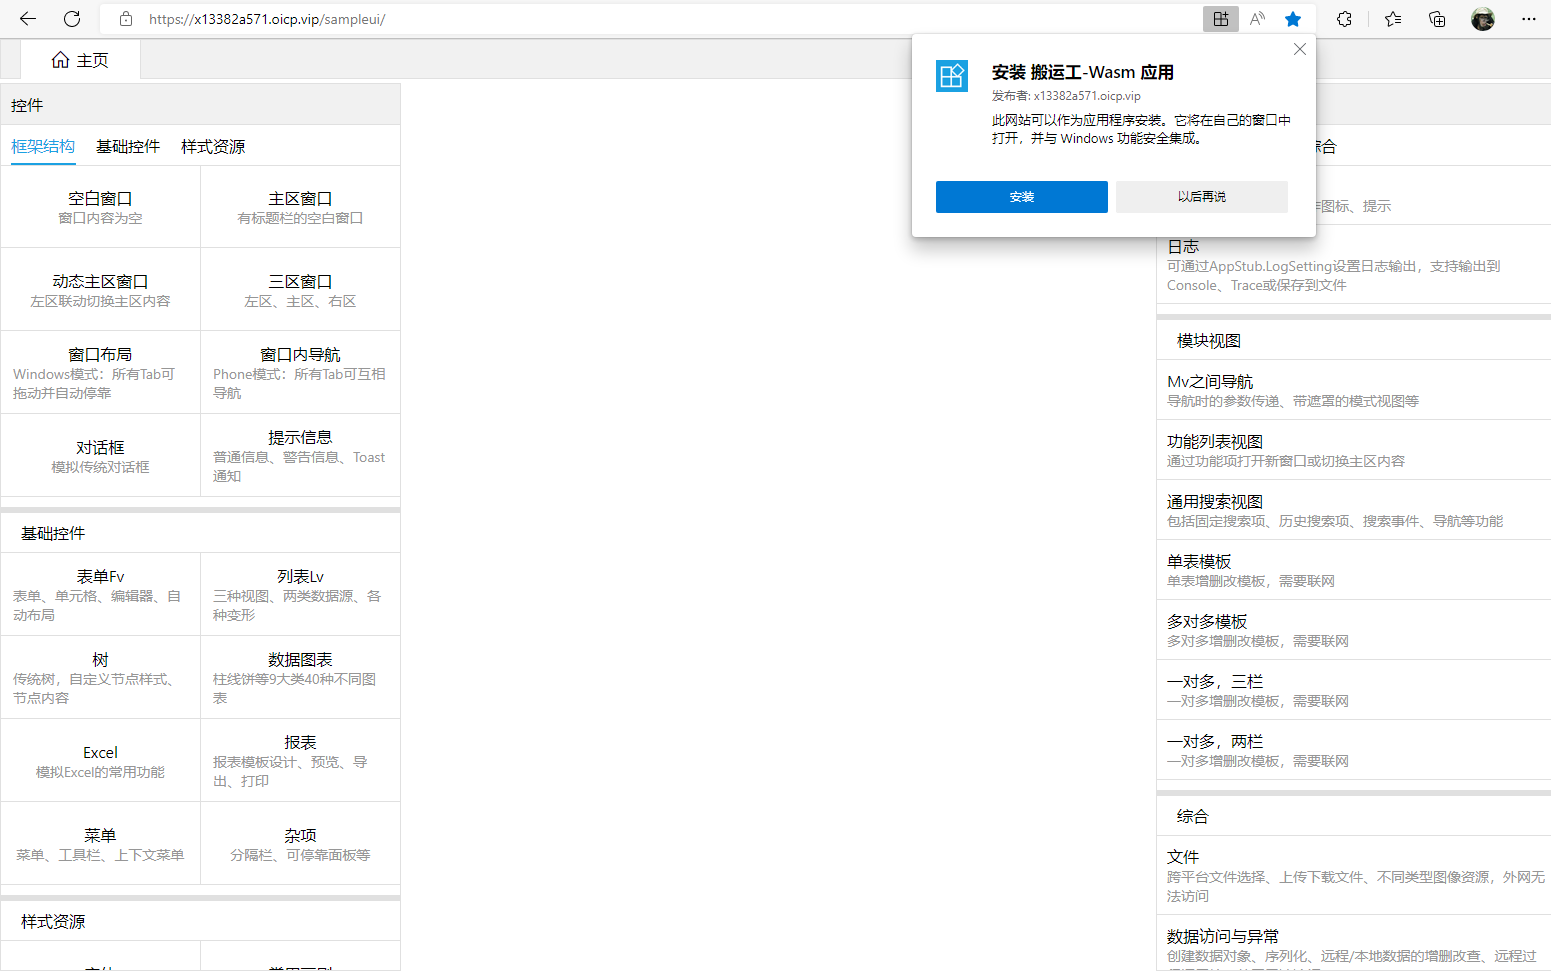 https://x13382a571.oicp.vip/sampleui/
主页
安装 搬运工-Wasm 应用
发布者: x13382a571.oicp.vip
此网站可以作为应用程序安装。它将在自己的窗口中
打开，并与 Windows 功能安全集成。
安装
以后再说
控件
框架结构
基础控件
样式资源
空白窗口
窗口内容为空
主区窗口
有标题栏的空白窗口
动态主区窗口
左区联动切换主区内容
三区窗口
左区、主区、右区
窗口布局
Windows模式：所有Tab可
拖动并自动停靠
窗口内导航
Phone模式：所有Tab可互相
导航
对话框
模拟传统对话框
提示信息
普通信息、警告信息、Toast
通知
基础控件
表单Fv
表单、单元格、编辑器、自
动布局
列表Lv
三种视图、两类数据源、各
种变形
树
传统树，自定义节点样式、
节点内容
数据图表
柱线饼等9大类40种不同图
表
Excel
模拟Excel的常用功能
报表
报表模板设计、预览、导
出、打印
菜单
菜单、工具栏、上下文菜单
杂项
分隔栏、可停靠面板等
样式资源
综合
图标、提示
日志
可通过AppStub.LogSetting设置日志输出，支持输出到
Console、Trace或保存到文件
模块视图
Mv之间导航
导航时的参数传递、带遮罩的模式视图等
功能列表视图
通过功能项打开新窗口或切换主区内容
通用搜索视图
包括固定搜索项、历史搜索项、搜索事件、导航等功能
单表模板
单表增删改模板，需要联网
多对多模板
多对多增删改模板，需要联网
一对多，三栏
一对多增删改模板，需要联网
一对多，两栏
一对多增删改模板，需要联网
综合
文件
跨平台文件选择、上传下载文件、不同类型图像资源，外网无
法访问
数据访问与异常
创建数据对象、序列化、远程/本地数据的增删改查、远程过